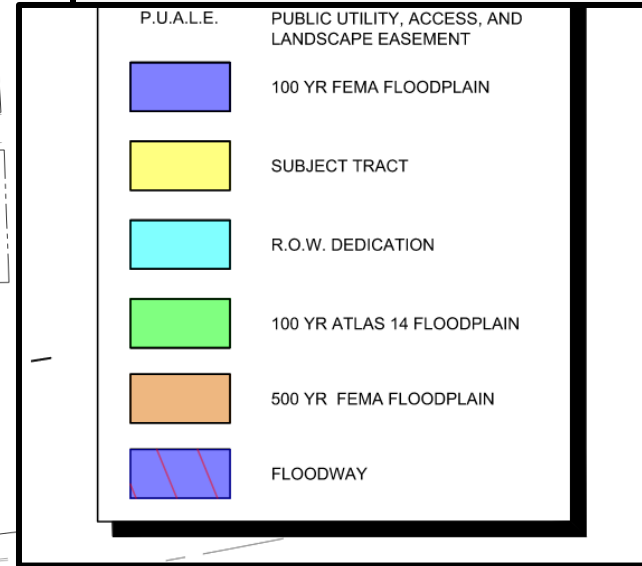 P.U.A.L.E. PUBLIC UTILITY, ACCESS, AND
LANDSCAPE EASEMENT
100 YR FEMA FLOODPLAIN
SUBJECT TRACT
R.O.W. DEDICATION
100 YR ATLAS 14 FLOODPLAIN
500 YR FEMA FLOODPLAIN
FLOODWAY